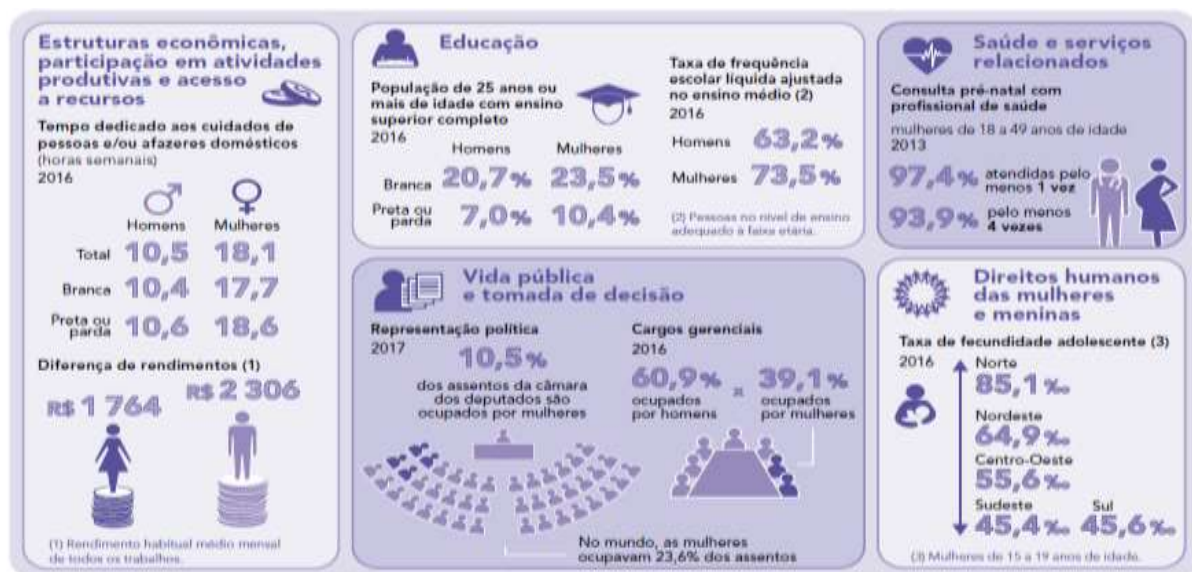 Estruturas econômicas,
participação em atividades
produtivas e acesso
a recursos
Tempo dedicado aos cuidados de
pessoas e/ou afazeres domésticos
(horas semanais)
2016
Homens Mulheres
Total 10,5 18,1
Branca 10,4 17,7
Preta ou
parda 10,6 18,6
Diferença de rendimentos (1)
R$ 1 764 R$ 2 306
(1) Rendimento habitual médio mensal
de todos os trabalhos.
Educação
População de 25 anos ou
mais de idade com ensino
superior completo
2016
Homens Mulheres
Branca 20,7% 23,5%
Preta ou
parda 7,0% 10,4%
Taxa de frequência
escolar líquida ajustada
no ensino médio (2)
2016
Homens 63,2%
Mulheres 73,5%
(2) Pessoas no nível de ensino
adequado à faixa etária.
Vida pública
e tomada de decisão
Representação política
2017
10,5%
dos assentos da câmara
dos deputados são
ocupados por mulheres
Cargos gerenciais
2016
60,9% x 39,1%
ocupados ocupados
por homens por mulheres
No mundo, as mulheres
ocupavam 23,6% dos assentos
Saúde e serviços
relacionados
Consulta pré-natal com
profissional de saúde
mulheres de 18 a 49 anos de idade
2013
97,4% atendidas pelo
menos 1 vez
93,9% pelo menos
4 vezes
Direitos humanos
das mulheres
e meninas
Taxa de fecundidade adolescente (3)
2016
Norte
85,1‰
Nordeste
64,9‰
Centro-Oeste
55,6‰
Sudeste Sul
45,4‰ 45,6‰
(3) Mulheres de 15 a 19 anos de idade.